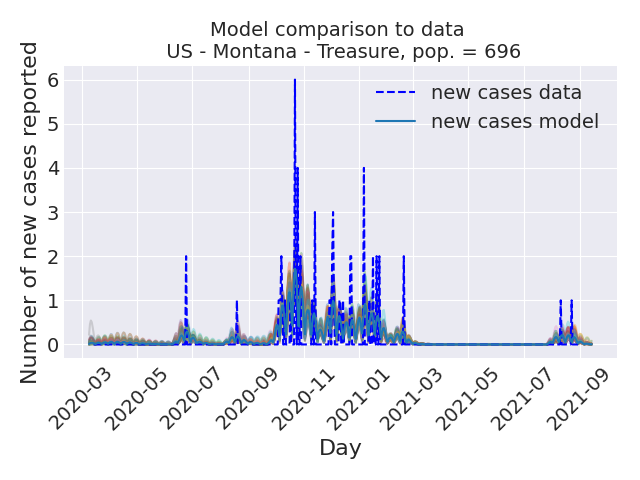 Model comparison to data
US - Montana - Treasure, pop. = 696
Number of new cases reported
6
5
4
3
2
1
0
new cases data
new cases model
2020-03
2020-05
2020-07
2020-09
2020-11
2021-01
2021-03
2021-05
2021-07
2021-09
Day